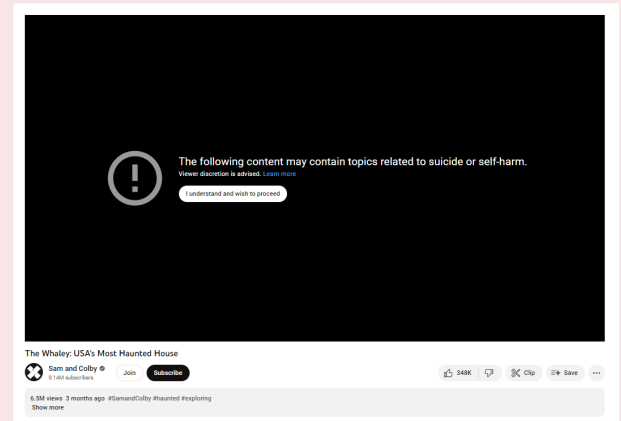 The following content may contain topics related to suicide or self-harm.
Viewer discretion is advised. Learn more
I understand and wish to proceed
The Whaley: USA's Most Haunted House
Sam and Colby
9.14M subscribers
Join
Subscribe
348K
Clip
Save
6.5M views 3 months ago #SamandColby #haunted #exploring
Show more